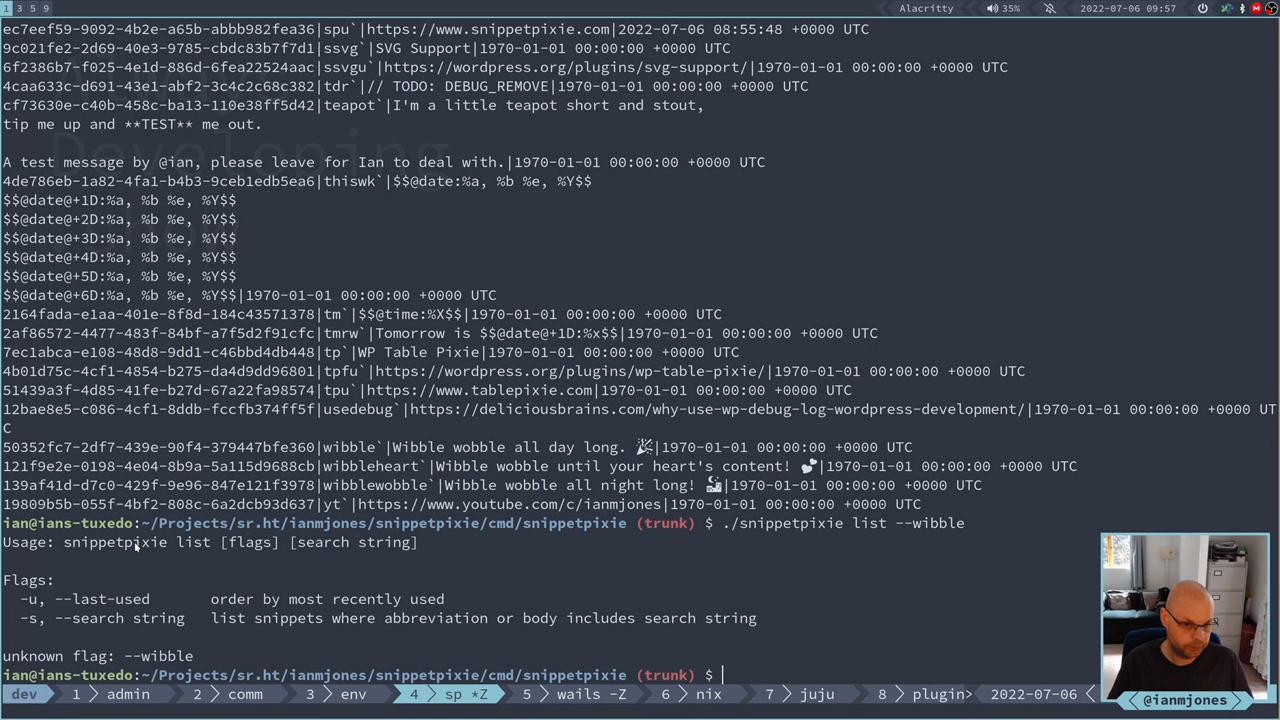 1 3 5 9 Alacritty 35% 2022-07-06 09:57
ec7eef59-9092-4b2e-a65b-abbb982fea36|spu`|https://www.snippetpixie.com|2022-07-06 08:55:48 +0000 UTC
9c021fe2-2d69-40e3-9785-cbdc83b7f7d1|ssvg`|SVG Support|1970-01-01 00:00:00 +0000 UTC
6f2386b7-f025-4e1d-886d-6fea22524aac|ssvgu`|https://wordpress.org/plugins/svg-support/|1970-01-01 00:00:00 +0000 UTC
4caa633c-d691-43e1-abf2-3c4c2c68c382|tdr`|// TODO: DEBUG_REMOVE|1970-01-01 00:00:00 +0000 UTC
cf73630e-c40b-458c-ba13-110e38ff5d42|teapot`|I'm a little teapot short and stout,
tip me up and **TEST** me out.
Developing
A test message by @ian, please leave for Ian to deal with.|1970-01-01 00:00:00 +0000 UTC
4de786eb-1a82-4fa1-b4b3-9ceb1edb5ea6|thiswk`|$$@date:%a, %b %e, %Y$$
$$@date@+1D:%a, %b %e, %Y$$
$$@date@+2D:%a, %b %e, %Y$$
$$@date@+3D:%a, %b %e, %Y$$
$$@date@+4D:%a, %b %e, %Y$$
$$@date@+5D:%a, %b %e, %Y$$
$$@date@+6D:%a, %b %e, %Y$$|1970-01-01 00:00:00 +0000 UTC
2164fada-e1aa-401e-8f8d-184c43571378|tm`|$$@time:%X$$|1970-01-01 00:00:00 +0000 UTC
2af86572-4477-483f-84bf-a7f5d2f91cfc|tmrw`|Tomorrow is $$@date@+1D:%x$$|1970-01-01 00:00:00 +0000 UTC
7ec1abca-e108-48d8-9dd1-c46bbd4db448|tp`|WP Table Pixie|1970-01-01 00:00:00 +0000 UTC
4b01d75c-4cf1-4854-b275-da4d9dd96801|tpfu`|https://wordpress.org/plugins/wp-table-pixie/|1970-01-01 00:00:00 +0000 UTC
51439a3f-4d85-41fe-b27d-67a22fa98574|tpu`|https://www.tablepixie.com|1970-01-01 00:00:00 +0000 UTC
12bae8e5-c086-4cf1-8ddb-fccfb374ff5f|usedebug`|https://deliciousbrains.com/why-use-wp-debug-log-wordpress-development/|1970-01-01 00:00:00 +0000 UT
C
50352fc7-2df7-439e-90f4-379447bfe360|wibble`|Wibble wobble all day long. 🎉|1970-01-01 00:00:00 +0000 UTC
121f9e2e-0198-4e04-8b9a-5a115d9688cb|wibbleheart`|Wibble wobble until your heart's content! 💕|1970-01-01 00:00:00 +0000 UTC
139af41d-d7c0-429f-9e96-847e121f3978|wibblewobble`|Wibble wobble all night long! |1970-01-01 00:00:00 +0000 UTC
19809b5b-055f-4bf2-808c-6a2dcb93d637|yt`|https://www.youtube.com/c/ianmjones|1970-01-01 00:00:00 +0000 UTC
ian@ians-tuxedo:~/Projects/sr.ht/ianmjones/snippetpixie/cmd/snippetpixie (trunk) $ ./snippetpixie list --wibble
Usage: snippetpixie list [flags] [search string]
Flags:
-u, --last-used order by most recently used
-s, --search string list snippets where abbreviation or body includes search string
unknown flag: --wibble
ian@ians-tuxedo:~/Projects/sr.ht/ianmjones/snippetpixie/cmd/snippetpixie (trunk) $
dev 1 admin 2 comm 3 env 4 sp *Z 5 wails -Z 6 nix 7 juju 8 plugin> 2022-07-06
@ianmjones